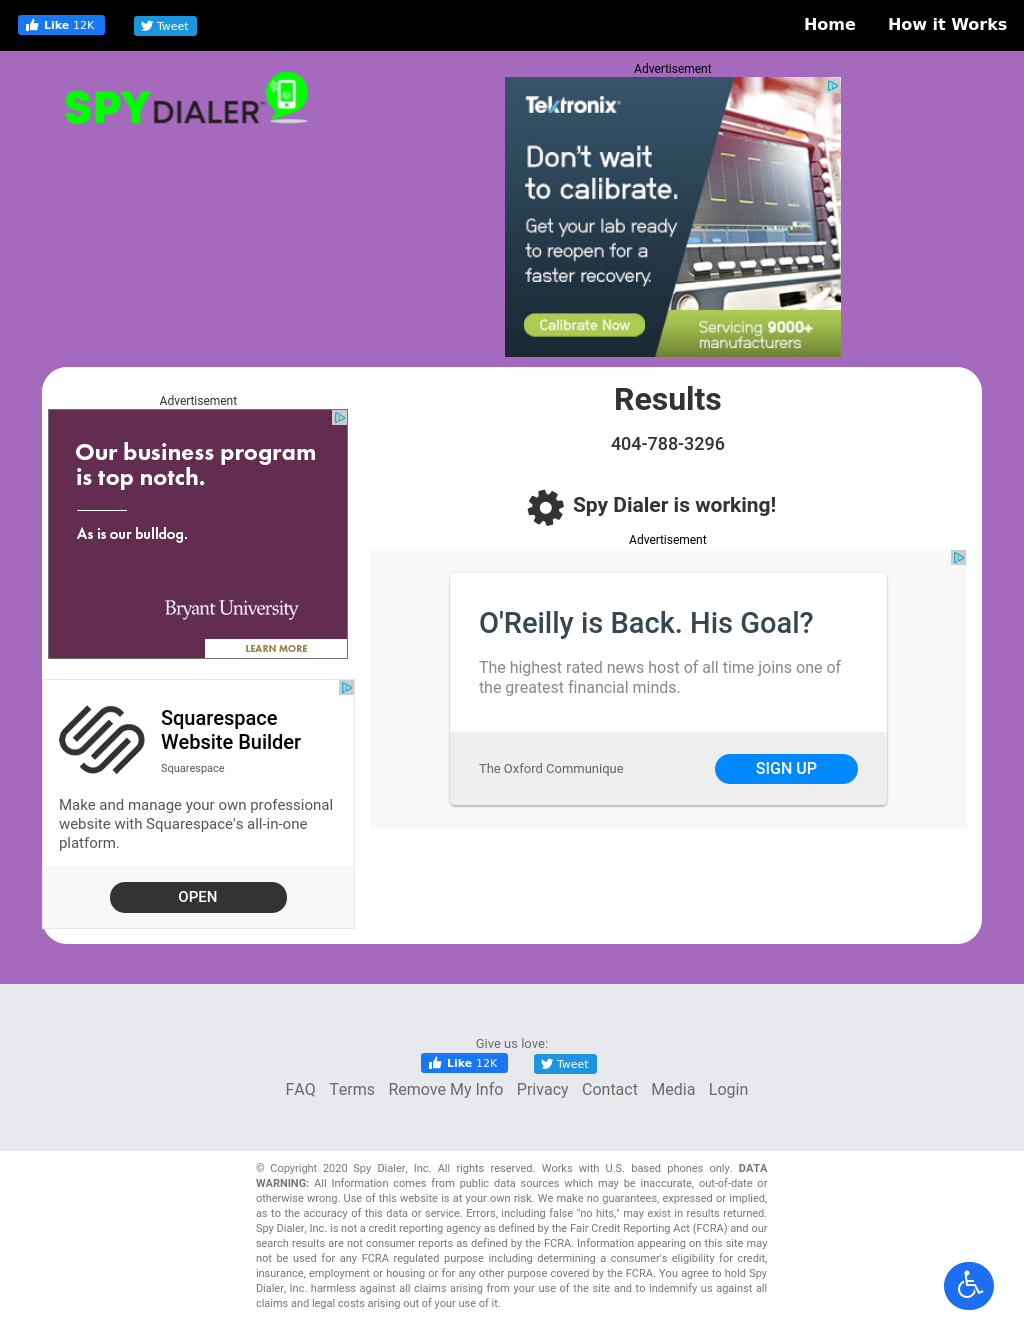 Like 12K
Tweet
Home
How it Works
SPYDIALER™
Advertisement
Tektronix®
Don't wait
to calibrate.
Get your lab ready
to reopen for a
faster recovery.
Calibrate Now
Servicing 9000+
manufacturers
Advertisement
Our business program
is top notch.
As is our bulldog.
Bryant University
LEARN MORE
Squarespace
Website Builder
Squarespace
Make and manage your own professional
website with Squarespace's all-in-one
platform.
OPEN
Results
404-788-3296
Spy Dialer is working!
Advertisement
O'Reilly is Back. His Goal?
The highest rated news host of all time joins one of
the greatest financial minds.
The Oxford Communique
SIGN UP
Give us love:
Like 12K
Tweet
FAQ Terms Remove My Info Privacy Contact Media Login
© Copyright 2020 Spy Dialer, Inc. All rights reserved. Works with U.S. based phones only. DATA
WARNING: All Information comes from public data sources which may be inaccurate, out-of-date or
otherwise wrong. Use of this website is at your own risk. We make no guarantees, expressed or implied,
as to the accuracy of this data or service. Errors, including false "no hits," may exist in results returned.
Spy Dialer, Inc. is not a credit reporting agency as defined by the Fair Credit Reporting Act (FCRA) and our
search results are not consumer reports as defined by the FCRA. Information appearing on this site may
not be used for any FCRA regulated purpose including determining a consumer's eligibility for credit,
insurance, employment or housing or for any other purpose covered by the FCRA. You agree to hold Spy
Dialer, Inc. harmless against all claims arising from your use of the site and to indemnify us against all
claims and legal costs arising out of your use of it.